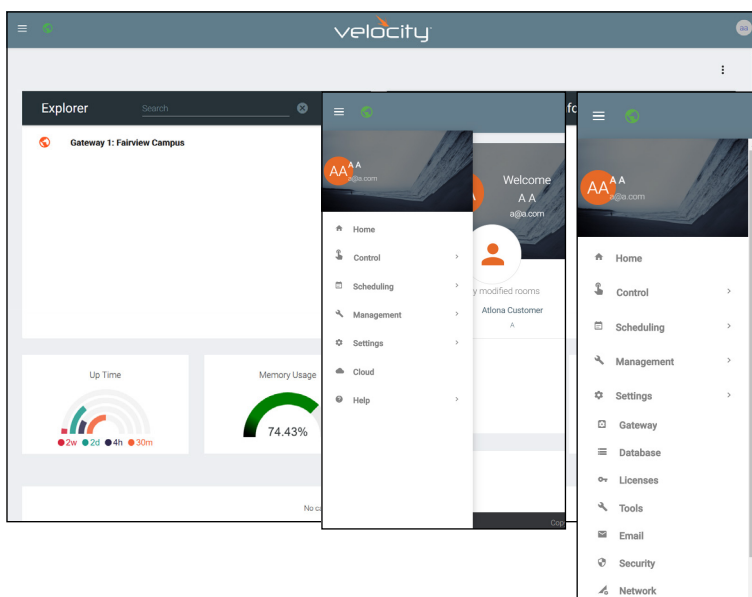 velocity
aa
Explorer
Search
Gateway 1: Fairview Campus
Up Time
2w 2d 4h 30m
Memory Usage
74.43%
No ca
AA
A A
a@a.com
Home
Control
Scheduling
Management
Settings
Cloud
Help
Welcome
A A
a@a.com
y modified rooms
Atlona Customer
A
Cop
AA
A A
a@a.com
Home
Control
Scheduling
Management
Settings
Gateway
Database
Licenses
Tools
Email
Security
Network